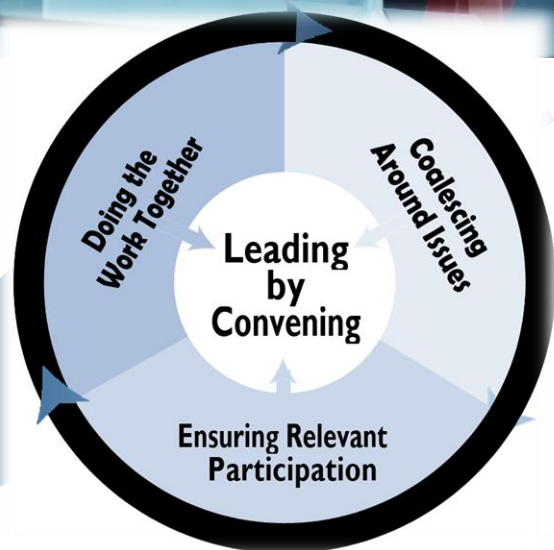 Doing the
Work Together
Coalescing
Around Issues
Leading
by
Convening
Ensuring Relevant
Participation